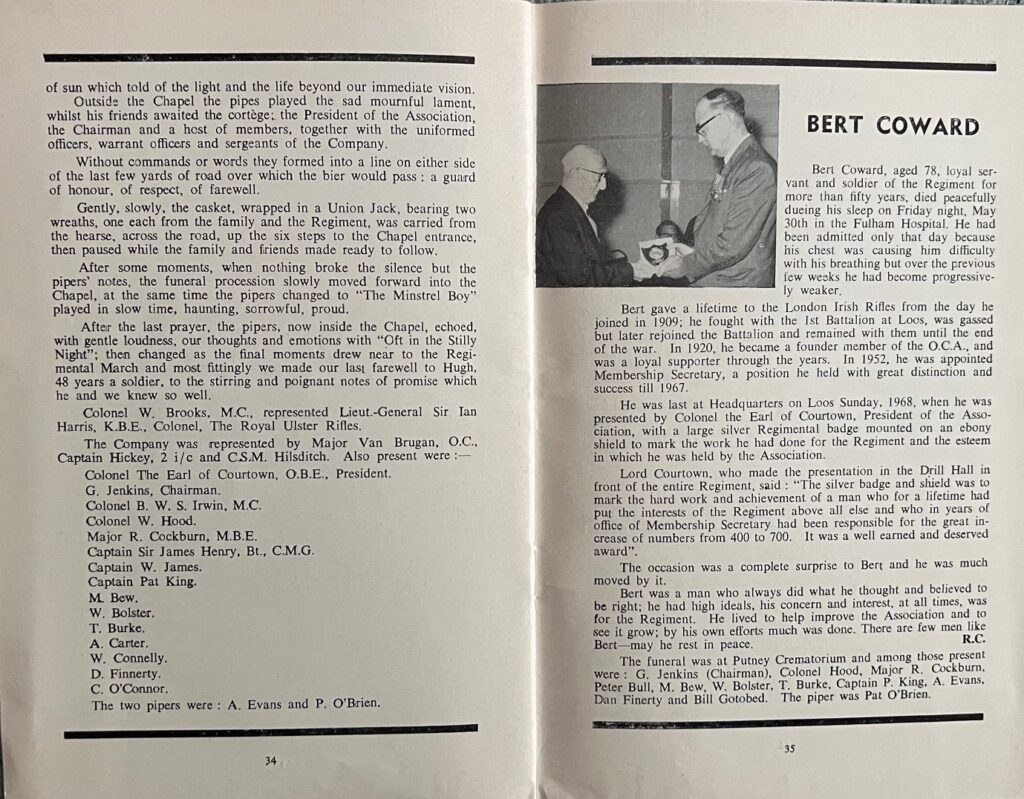 of sun which told of the light and the life beyond our immediate vision.
Outside the Chapel the pipes played the sad mournful lament,
whilst his friends awaited the cortège; the President of the Association,
the Chairman and a host of members, together with the uniformed
officers, warrant officers and sergeants of the Company.
Without commands or words they formed into a line on either side
of the last few yards of road over which the bier would pass : a guard
of honour, of respect, of farewell.
Gently, slowly, the casket, wrapped in a Union Jack, bearing two
wreaths, one each from the family and the Regiment, was carried from
the hearse, across the road, up the six steps to the Chapel entrance,
then paused while the family and friends made ready to follow.
After some moments, when nothing broke the silence but the
pipers' notes, the funeral procession slowly moved forward into the
Chapel, at the same time the pipers changed to "The Minstrel Boy"
played in slow time, haunting, sorrowful, proud.
After the last prayer, the pipers, now inside the Chapel, echoed,
with gentle loudness, our thoughts and emotions with "Oft in the Stilly
Night"; then changed as the final moments drew near to the Regi-
mental March and most fittingly we made our last farewell to Hugh,
48 years a soldier, to the stirring and poignant notes of promise which
he and we knew so well.
Colonel W. Brooks, M.C., represented Lieut.-General Sir Ian
Harris, K.B.E., Colonel, The Royal Ulster Rifles.
The Company was represented by Major Van Brugan, O.C.,
Captain Hickey, 2 i/c and C.S.M. Hilsditch. Also present were :—
Colonel The Earl of Courtown, O.B.E., President.
G. Jenkins, Chairman.
Colonel B. W. S. Irwin, M.C.
Colonel W. Hood.
Major R. Cockburn, M.B.E.
Captain Sir James Henry, Bt., C.M.G.
Captain W. James.
Captain Pat King.
M. Bew.
W. Bolster.
T. Burke.
A. Carter.
W. Connelly.
D. Finnerty.
C. O'Connor.
The two pipers were : A. Evans and P. O'Brien.
34
BERT COWARD
Bert Coward, aged 78, loyal ser-
vant and soldier of the Regiment for
more than fifty years, died peacefully
dueing his sleep on Friday night, May
30th in the Fulham Hospital. He had
been admitted only that day because
his chest was causing him difficulty
with his breathing but over the previous
few weeks he had become progressive-
ly weaker.
Bert gave a lifetime to the London Irish Rifles from the day he
joined in 1909; he fought with the 1st Battalion at Loos, was gassed
but later rejoined the Battalion and remained with them until the end
of the war. In 1920, he became a founder member of the O.C.A., and
was a loyal supporter through the years. In 1952, he was appointed
Membership Secretary, a position he held with great distinction and
success till 1967.
He was last at Headquarters on Loos Sunday, 1968, when he was
presented by Colonel the Earl of Courtown, President of the Asso-
ciation, with a large silver Regimental badge mounted on an ebony
shield to mark the work he had done for the Regiment and the esteem
in which he was held by the Association.
Lord Courtown, who made the presentation in the Drill Hall in
front of the entire Regiment, said : "The silver badge and shield was to
mark the hard work and achievement of a man who for a lifetime had
put the interests of the Regiment above all else and who in years of
office of Membership Secretary had been responsible for the great in-
crease of numbers from 400 to 700. It was a well earned and deserved
award".
The occasion was a complete surprise to Bert and he was much
moved by it.
Bert was a man who always did what he thought and believed to
be right; he had high ideals, his concern and interest, at all times, was
for the Regiment. He lived to help improve the Association and to
see it grow; by his own efforts much was done. There are few men like
Bert—may he rest in peace. R.C.
The funeral was at Putney Crematorium and among those present
were : G. Jenkins (Chairman), Colonel Hood, Major R. Cockburn,
Peter Bull, M. Bew, W. Bolster, T. Burke, Captain P. King, A. Evans,
Dan Finerty and Bill Gotobed. The piper was Pat O'Brien.
35